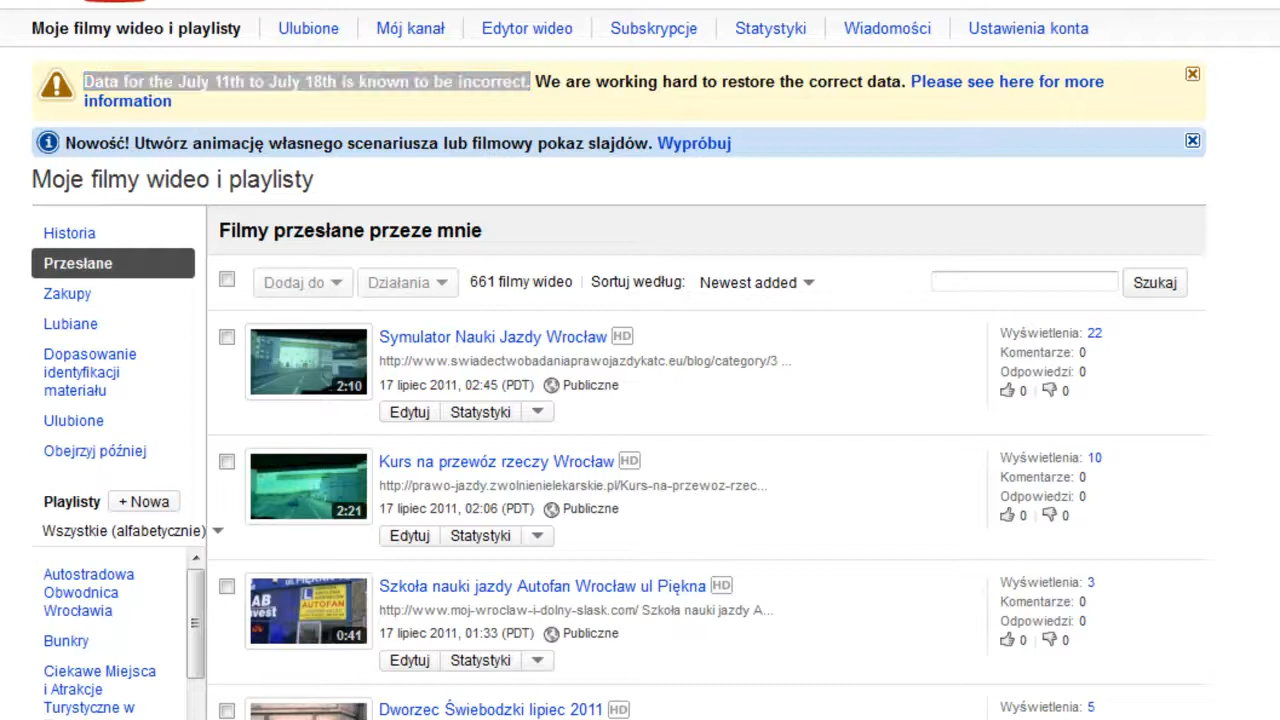 Moje filmy wideo i playlisty
Ulubione
Mój kanał
Edytor wideo
Subskrypcje
Statystyki
Wiadomości
Ustawienia konta
Data for the July 11th to July 18th is known to be incorrect. We are working hard to restore the correct data. Please see here for more
information
Nowość! Utwórz animację własnego scenariusza lub filmowy pokaz slajdów. Wypróbuj
Moje filmy wideo i playlisty
Historia
Przesłane
Zakupy
Lubiane
Dopasowanie
identyfikacji
materiału
Ulubione
Obejrzyj później
Playlisty + Nowa
Wszystkie (alfabetycznie)
Autostradowa
Obwodnica
Wrocławia
Bunkry
Ciekawe Miejsca
i Atrakcje
Turystyczne w
Filmy przesłane przeze mnie
Dodaj do
Działania
661 filmy wideo
Sortuj według:
Newest added
Szukaj
2:10
Symulator Nauki Jazdy Wrocław HD
http://www.swiadectwobadaniaprawojazdykatc.eu/blog/category/3 ...
17 lipiec 2011, 02:45 (PDT) Publiczne
Edytuj Statystyki
Wyświetlenia: 22
Komentarze: 0
Odpowiedzi: 0
0 0
2:21
Kurs na przewóz rzeczy Wrocław HD
http://prawo-jazdy.zwolnienielekarskie.pl/Kurs-na-przewoz-rzec...
17 lipiec 2011, 02:06 (PDT) Publiczne
Edytuj Statystyki
Wyświetlenia: 10
Komentarze: 0
Odpowiedzi: 0
0 0
AB
vest
L
AUTOFAN
0:41
Szkoła nauki jazdy Autofan Wrocław ul Piękna HD
http://www.moj-wroclaw-i-dolny-slask.com/ Szkoła nauki jazdy A...
17 lipiec 2011, 01:33 (PDT) Publiczne
Edytuj Statystyki
Wyświetlenia: 3
Komentarze: 0
Odpowiedzi: 0
0 0
Dworzec Świebodzki lipiec 2011 HD
Wyświetlenia: 5